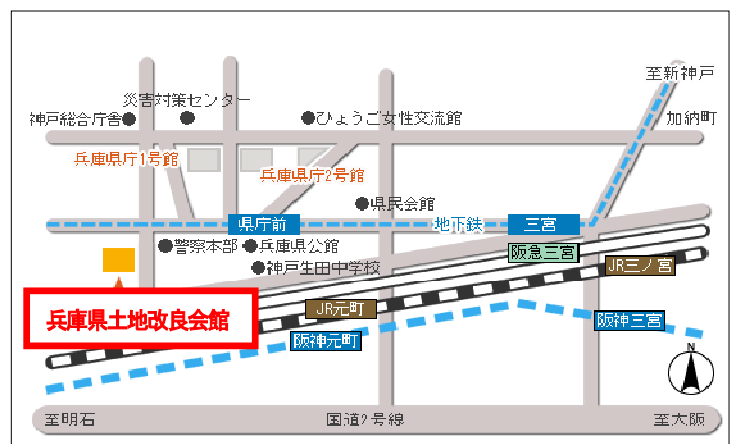 至新神戸
災害対策センター
神戸総合庁舎●
●ひょうご女性交流館
加納町
兵庫県庁1号館
兵庫県庁2号館
●県民会館
県庁前
地下鉄
三宮
●警察本部
●兵庫県公館
阪急三宮
●神戸生田中学校
JR三ノ宮
兵庫県土地改良会館
JR元町
阪神三宮
阪神元町
N
至明石
国道2号線
至大阪